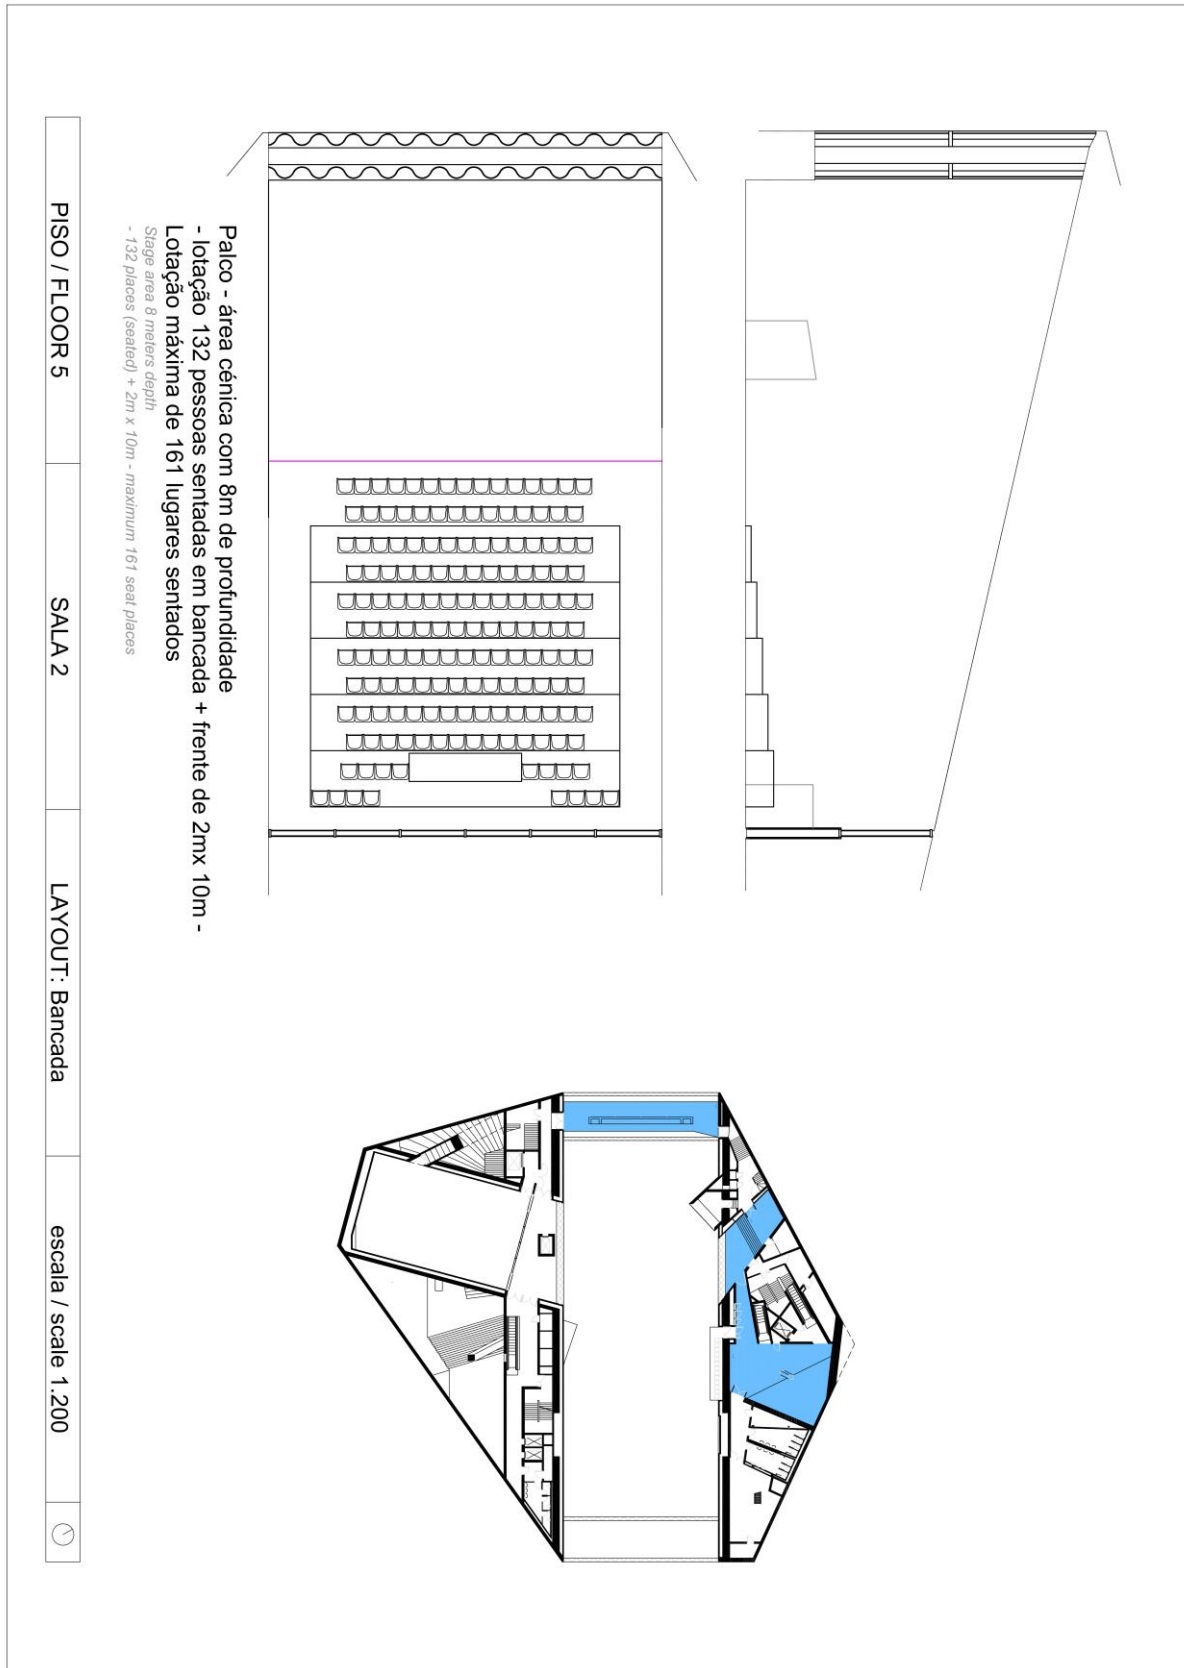 Palco - área cénica com 8m de profundidade
- lotação 132 pessoas sentadas em bancada + frente de 2mx 10m -
Lotação máxima de 161 lugares sentados
Stage area 8 meters depth
- 132 places (seated) + 2m x 10m - maximum 161 seat places
PISO / FLOOR 5
SALA 2
LAYOUT: Bancada
escala / scale 1.200